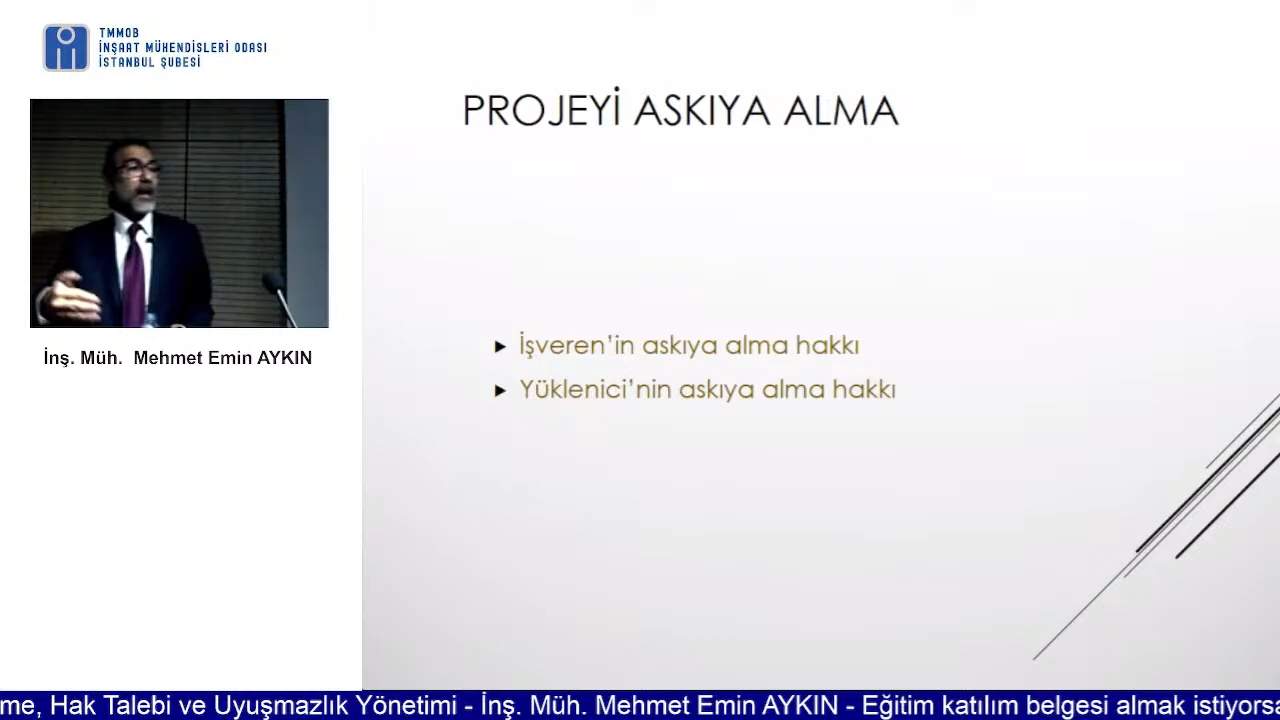 TMMOB
İNŞAAT MÜHENDİSLERİ ODASI
İSTANBUL ŞUBESİ
PROJEYİ ASKIYA ALMA
İşveren’in askıya alma hakkı
Yüklenici’nin askıya alma hakkı
İnş. Müh. Mehmet Emin AYKIN
me, Hak Talebi ve Uyuşmazlık Yönetimi - İnş. Müh. Mehmet Emin AYKIN - Eğitim katılım belgesi almak istiyorsa